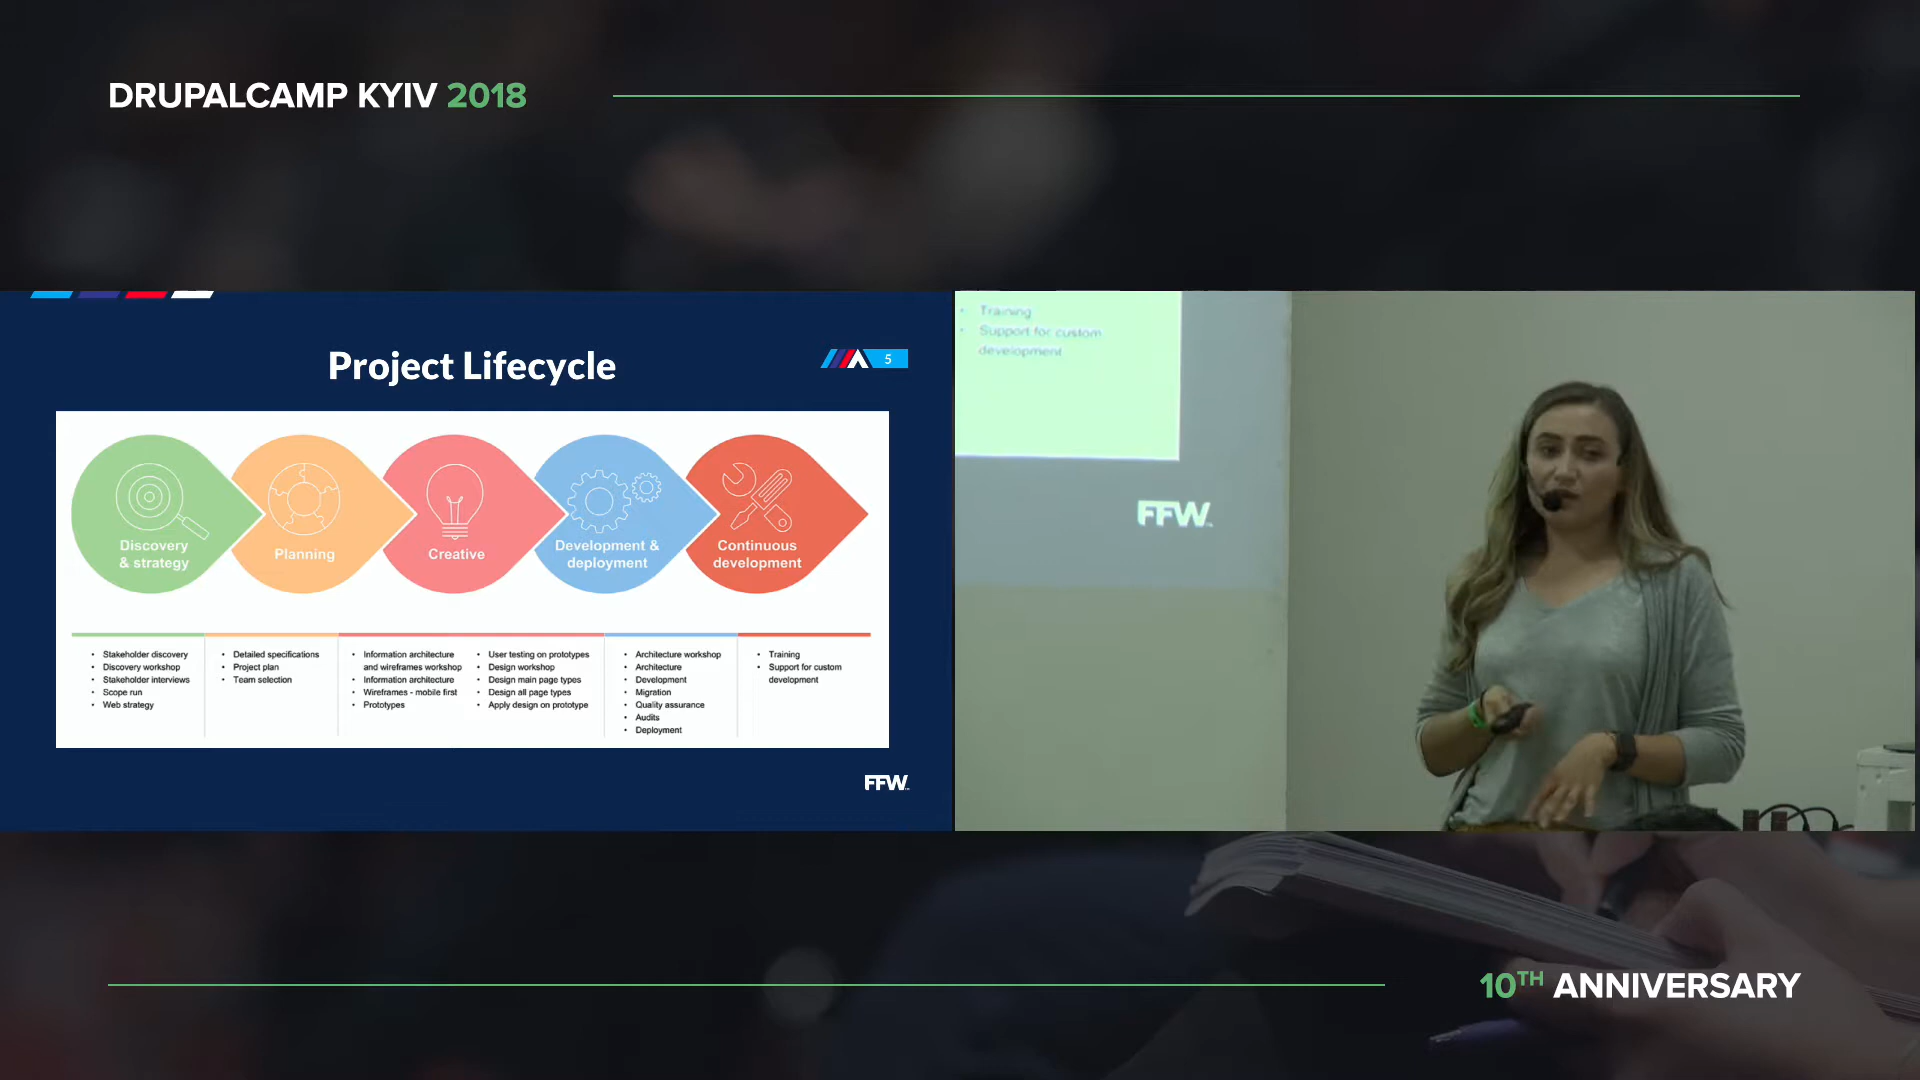 DRUPALCAMP KYIV 2018
Project Lifecycle
5
Discovery
& strategy
Planning
Creative
Development &
deployment
Continuous
development
• Stakeholder discovery
• Discovery workshop
• Stakeholder interviews
• Scope run
• Web strategy
• Detailed specifications
• Project plan
• Team selection
• Information architecture
and wireframes workshop
• Information architecture
• Wireframes - mobile first
• Prototypes
• User testing on prototypes
• Design workshop
• Design main page types
• Design all page types
• Apply design on prototype
• Architecture workshop
• Architecture
• Development
• Migration
• Quality assurance
• Audits
• Deployment
• Training
• Support for custom
development
FFW
• Training
• Support for custom
development
FFW
10TH ANNIVERSARY